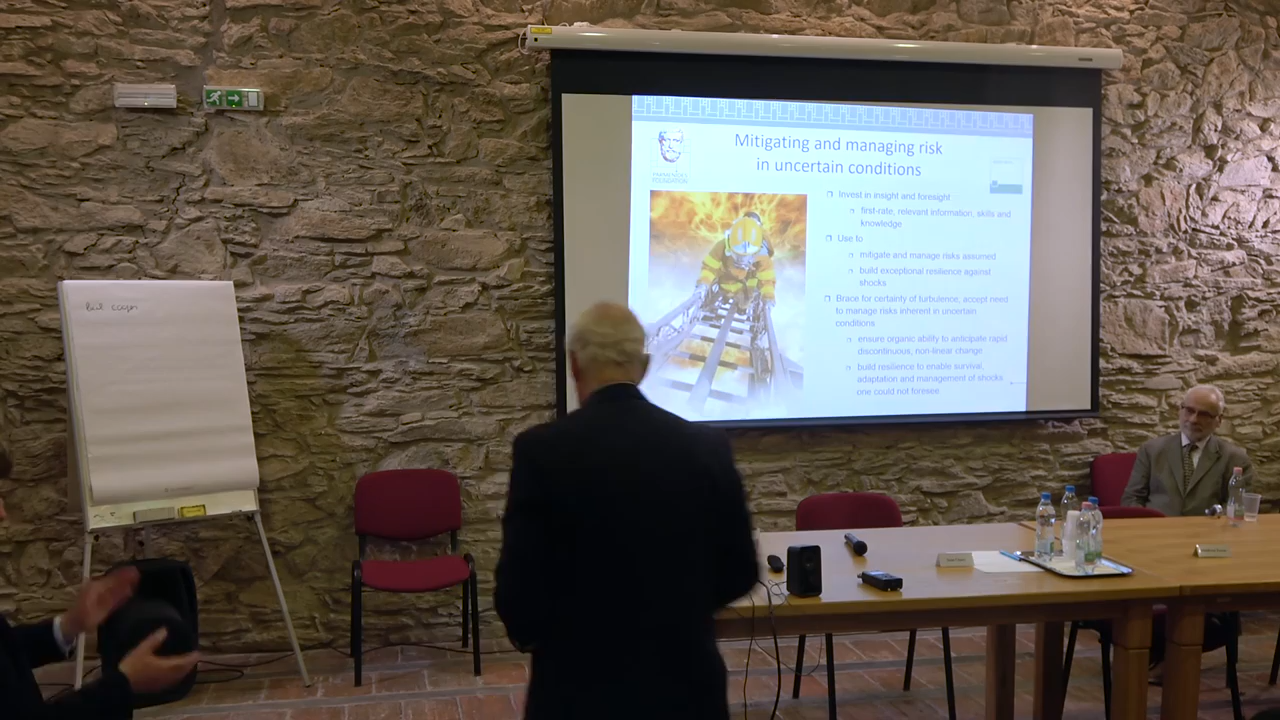 Mitigating and managing risk
in uncertain conditions
FOUNDATION
Invest in insight and foresight
first-rate, relevant information, skills and
knowledge
Use to
mitigate and manage risks assumed
build exceptional resilience against
shocks
Brace for certainty of turbulence, accept need
to manage risks inherent in uncertain
conditions
ensure organic ability to anticipate rapid
discontinuous, non-linear change
build resilience to enable survival,
adaptation and management of shocks
one could not foresee